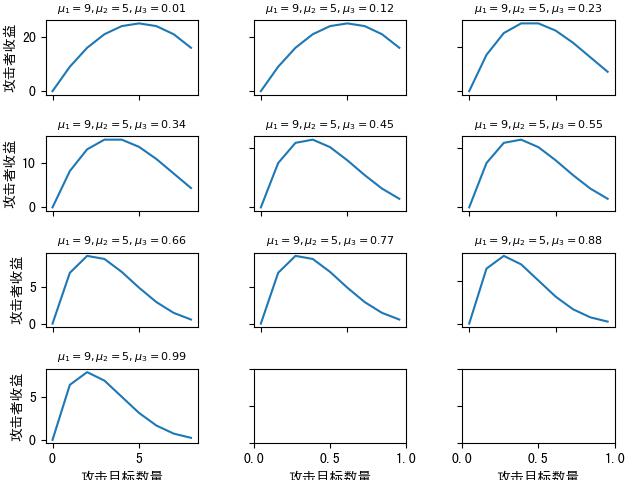 μ₁ = 9, μ₂ = 5, μ₃ = 0.01 μ₁ = 9, μ₂ = 5, μ₃ = 0.12 μ₁ = 9, μ₂ = 5, μ₃ = 0.23
攻击者收益
20
0
μ₁ = 9, μ₂ = 5, μ₃ = 0.34 μ₁ = 9, μ₂ = 5, μ₃ = 0.45 μ₁ = 9, μ₂ = 5, μ₃ = 0.55
攻击者收益
10
0
μ₁ = 9, μ₂ = 5, μ₃ = 0.66 μ₁ = 9, μ₂ = 5, μ₃ = 0.77 μ₁ = 9, μ₂ = 5, μ₃ = 0.88
攻击者收益
5
0
μ₁ = 9, μ₂ = 5, μ₃ = 0.99
攻击者收益
5
0
0 5 0.0 0.5 1.0 0.0 0.5 1.0
攻击目标数量 攻击目标数量 攻击目标数量